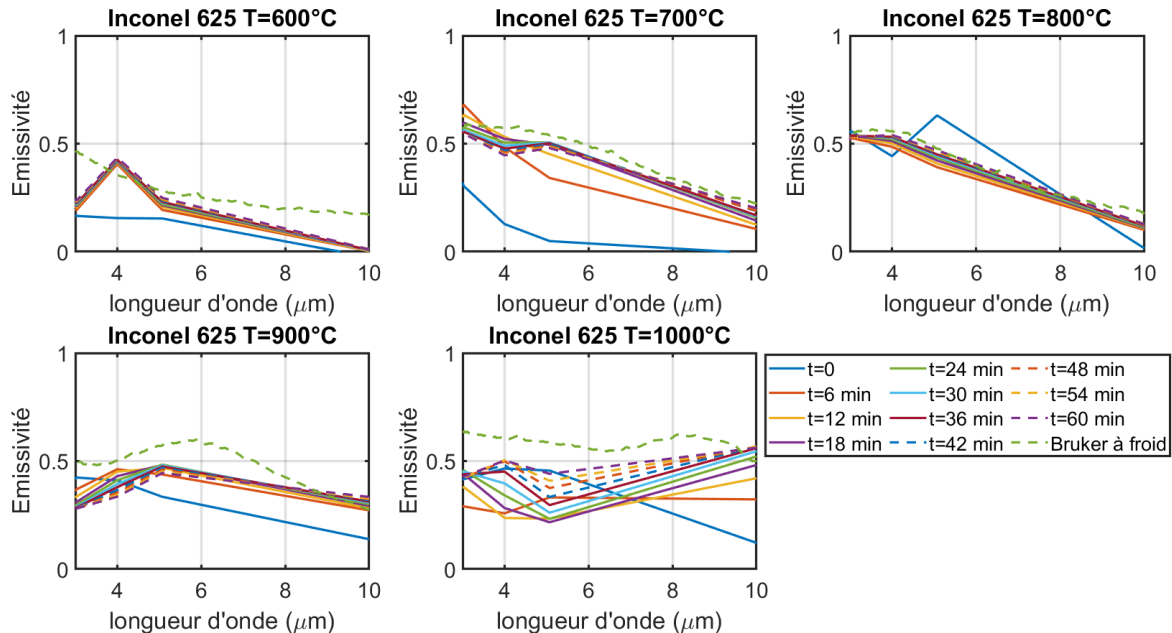 Inconel 625 T=600°C
Emissivité
1
0.5
0
4
6
8
10
longueur d'onde (μm)
Inconel 625 T=700°C
Emissivité
1
0.5
0
4
6
8
10
longueur d'onde (μm)
Inconel 625 T=800°C
Emissivité
1
0.5
0
4
6
8
10
longueur d'onde (μm)
Inconel 625 T=900°C
Emissivité
1
0.5
0
4
6
8
10
longueur d'onde (μm)
Inconel 625 T=1000°C
Emissivité
1
0.5
0
4
6
8
10
longueur d'onde (μm)
t=0
t=6 min
t=12 min
t=18 min
t=24 min
t=30 min
t=36 min
t=42 min
t=48 min
t=54 min
t=60 min
Bruker à froid